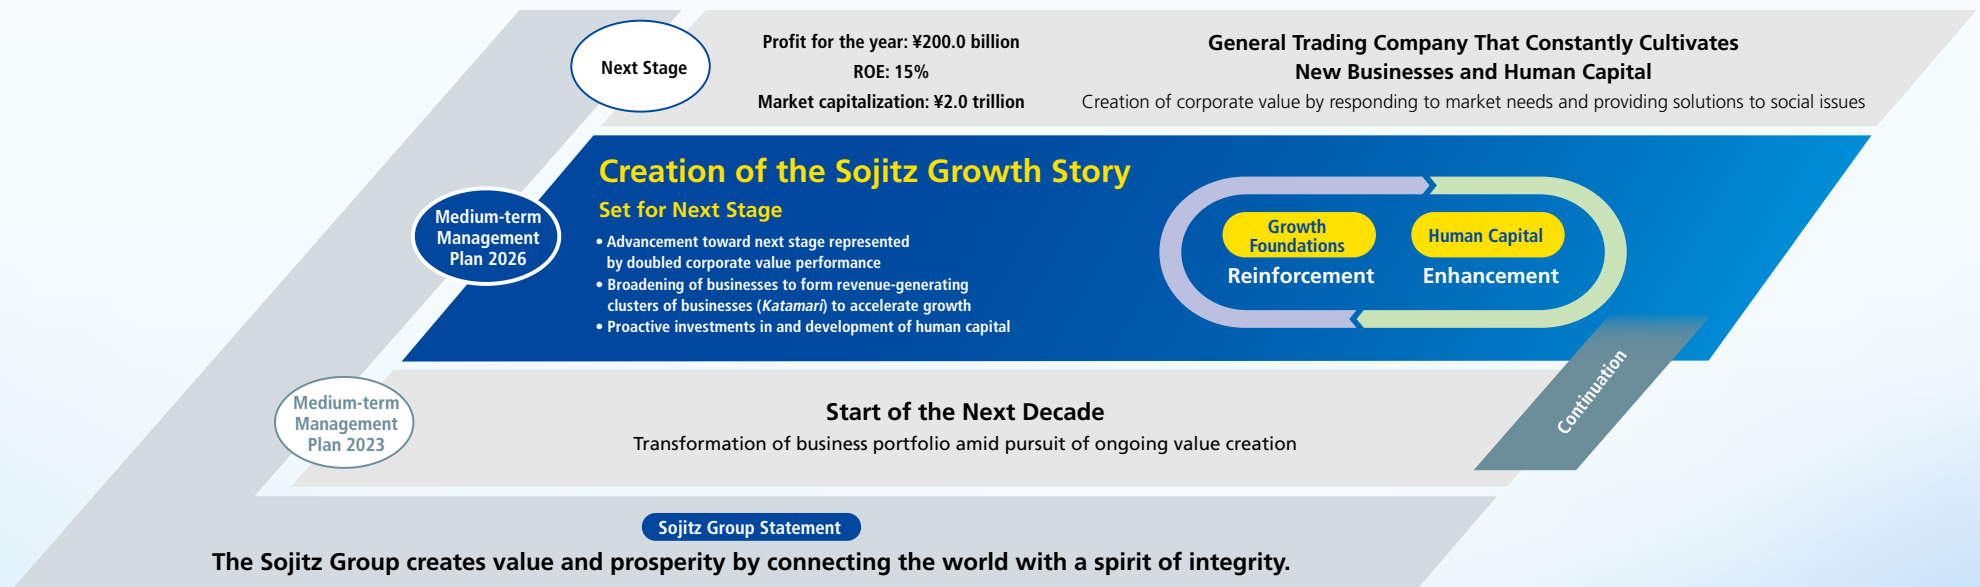 Next Stage
Profit for the year: ¥200.0 billion
ROE: 15%
Market capitalization: ¥2.0 trillion
General Trading Company That Constantly Cultivates
New Businesses and Human Capital
Creation of corporate value by responding to market needs and providing solutions to social issues
Medium-term
Management
Plan 2026
Creation of the Sojitz Growth Story
Set for Next Stage
• Advancement toward next stage represented
by doubled corporate value performance
• Broadening of businesses to form revenue-generating
clusters of businesses (Katamari) to accelerate growth
• Proactive investments in and development of human capital
Growth
Foundations
Reinforcement
Human Capital
Enhancement
Continuation
Medium-term
Management
Plan 2023
Start of the Next Decade
Transformation of business portfolio amid pursuit of ongoing value creation
Sojitz Group Statement
The Sojitz Group creates value and prosperity by connecting the world with a spirit of integrity.